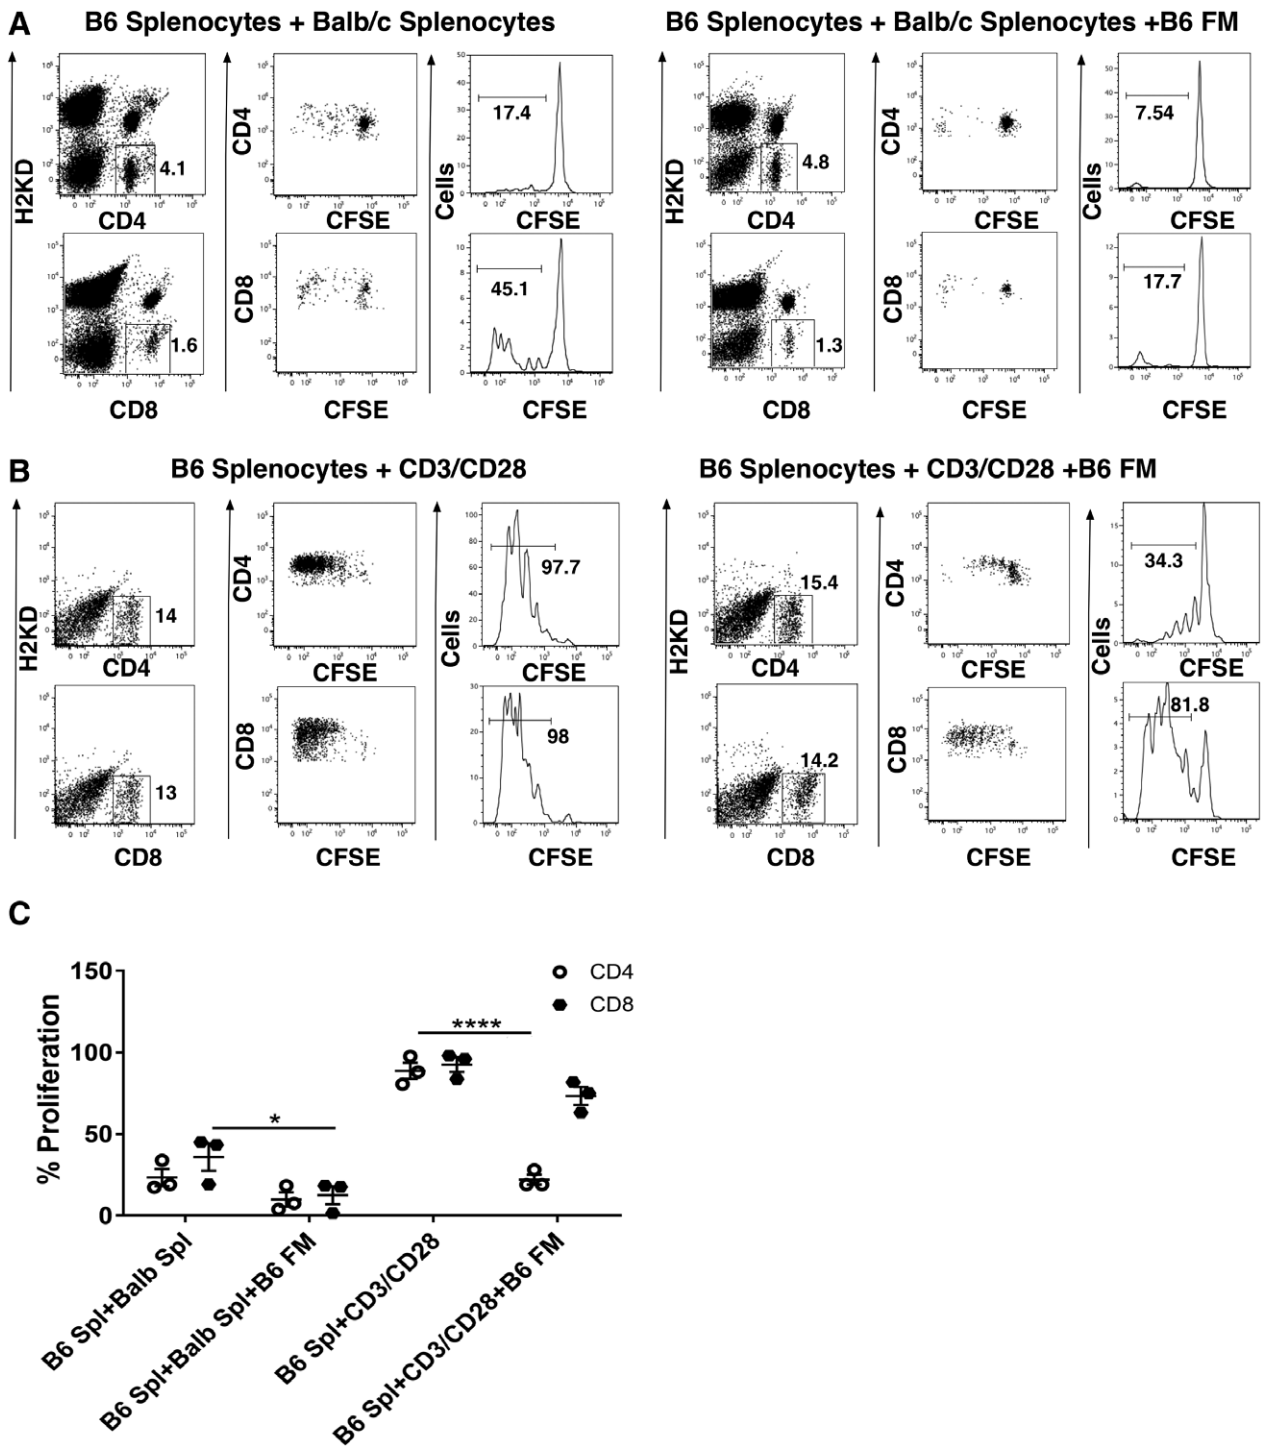 A
B6 Splenocytes + Balb/c Splenocytes
B6 Splenocytes + Balb/c Splenocytes +B6 FM
H2KD
4.1
CD4
CD4
CFSE
Cells
17.4
CFSE
H2KD
4.8
CD4
CD4
CFSE
Cells
7.54
CFSE
1.6
CD8
CD8
CFSE
45.1
CFSE
1.3
CD8
CD8
CFSE
17.7
CFSE
B
B6 Splenocytes + CD3/CD28
B6 Splenocytes + CD3/CD28 +B6 FM
H2KD
14
CD4
CD4
CFSE
Cells
97.7
CFSE
H2KD
15.4
CD4
CD4
CFSE
Cells
34.3
CFSE
13
CD8
CD8
CFSE
98
CFSE
14.2
CD8
CD8
CFSE
81.8
CFSE
C
% Proliferation
150
100
50
0
CD4
CD8
*
****
B6 Spl+Balb Spl
B6 Spl+Balb Spl+B6 FM
B6 Spl+CD3/CD28
B6 Spl+CD3/CD28+B6 FM